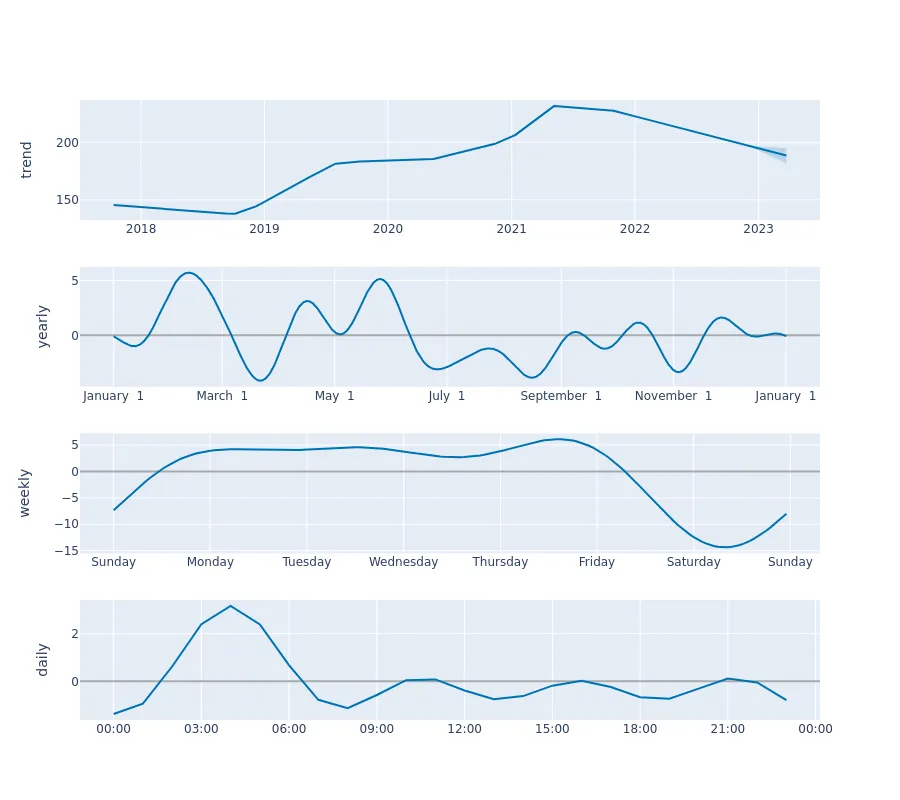 trend
200
150
2018 2019 2020 2021 2022 2023
yearly
5
0
January 1 March 1 May 1 July 1 September 1 November 1 January 1
weekly
5
0
−5
−10
−15
Sunday Monday Tuesday Wednesday Thursday Friday Saturday Sunday
daily
2
0
00:00 03:00 06:00 09:00 12:00 15:00 18:00 21:00 00:00